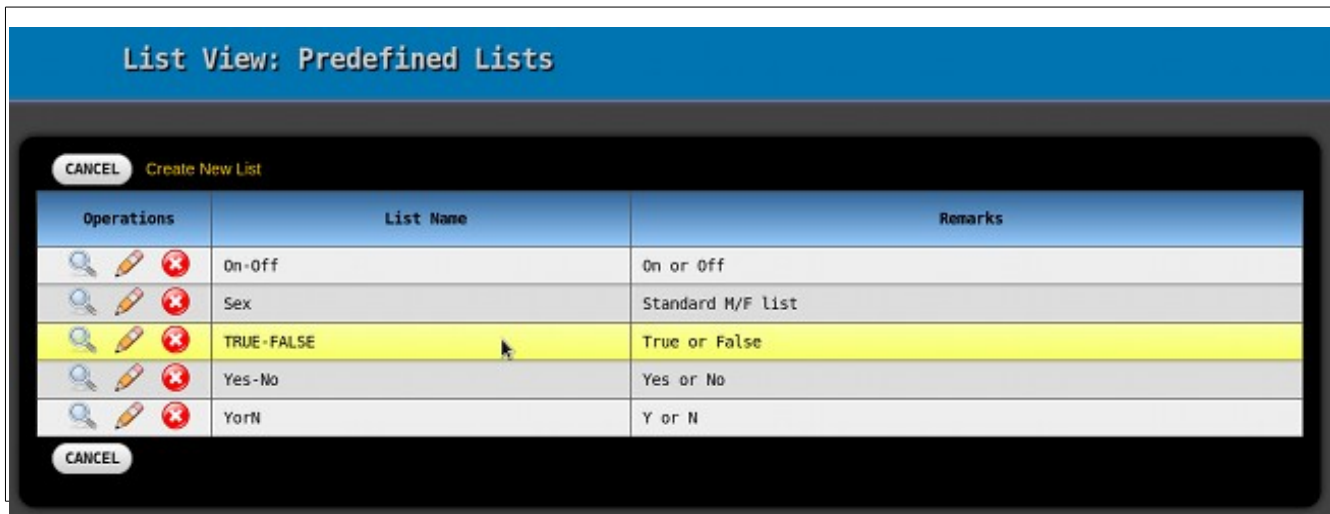 List View: Predefined Lists
CANCEL Create New List
Operations List Name Remarks
On-Off On or Off
Sex Standard M/F list
TRUE-FALSE True or False
Yes-No Yes or No
YorN Y or N
CANCEL